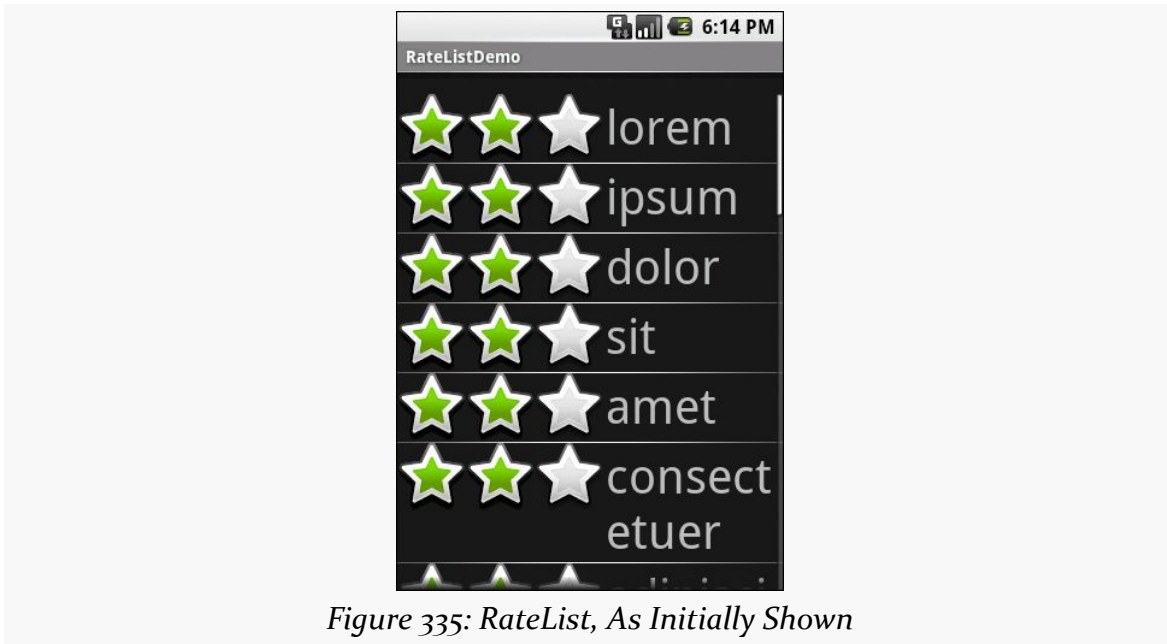 6:14 PM
RateListDemo
lorem
ipsum
dolor
sit
amet
consect
etuer
Figure 335: RateList, As Initially Shown